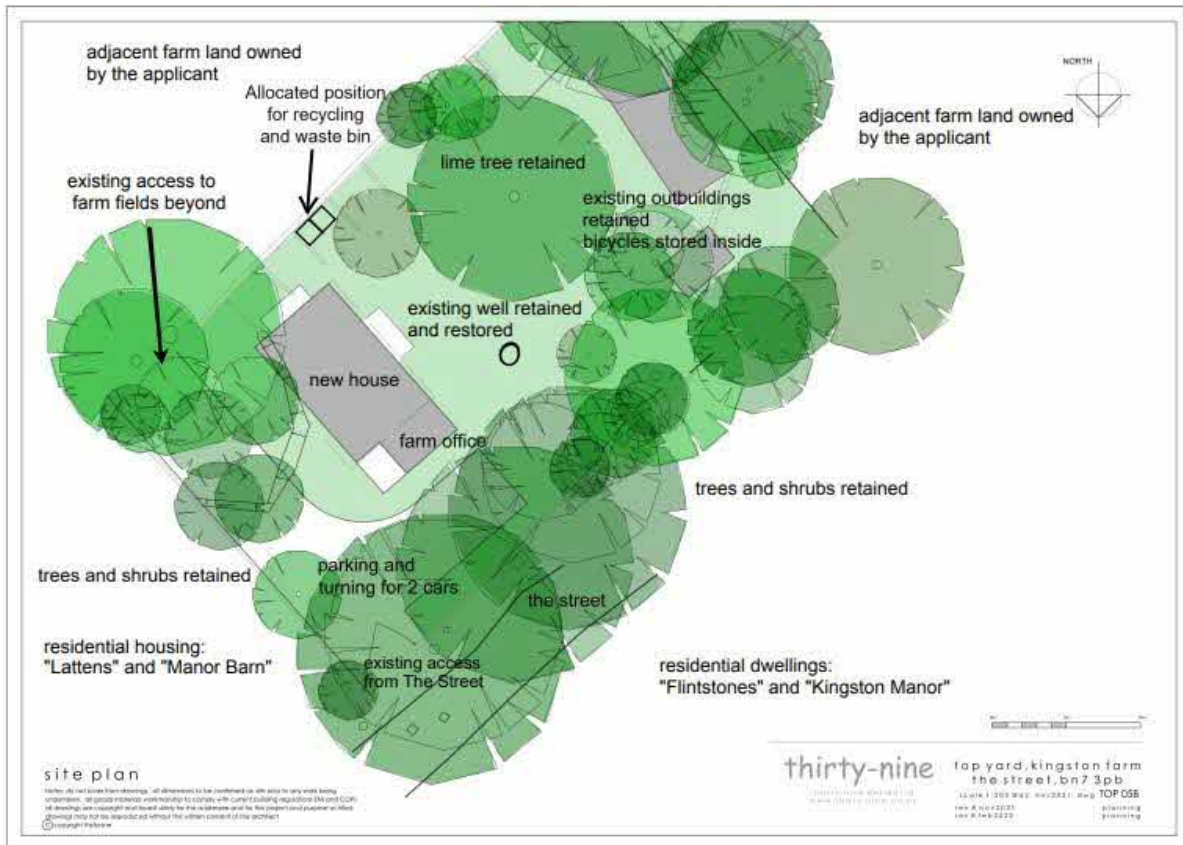 adjacent farm land owned
by the applicant
Allocated position
for recycling
and waste bin
existing access to
farm fields beyond
lime tree retained
existing outbuildings
retained
bicycles stored inside
NORTH
adjacent farm land owned
by the applicant
existing well retained
and restored
new house
farm office
trees and shrubs retained
trees and shrubs retained
parking and
turning for 2 cars
the street
residential housing:
"Lattens" and "Manor Barn"
existing access
from The Street
residential dwellings:
"Flintstones" and "Kingston Manor"
site plan
thirty-nine
top yard, kingston farm
the street, bn7 3pb
TOP 05B
planning
planning